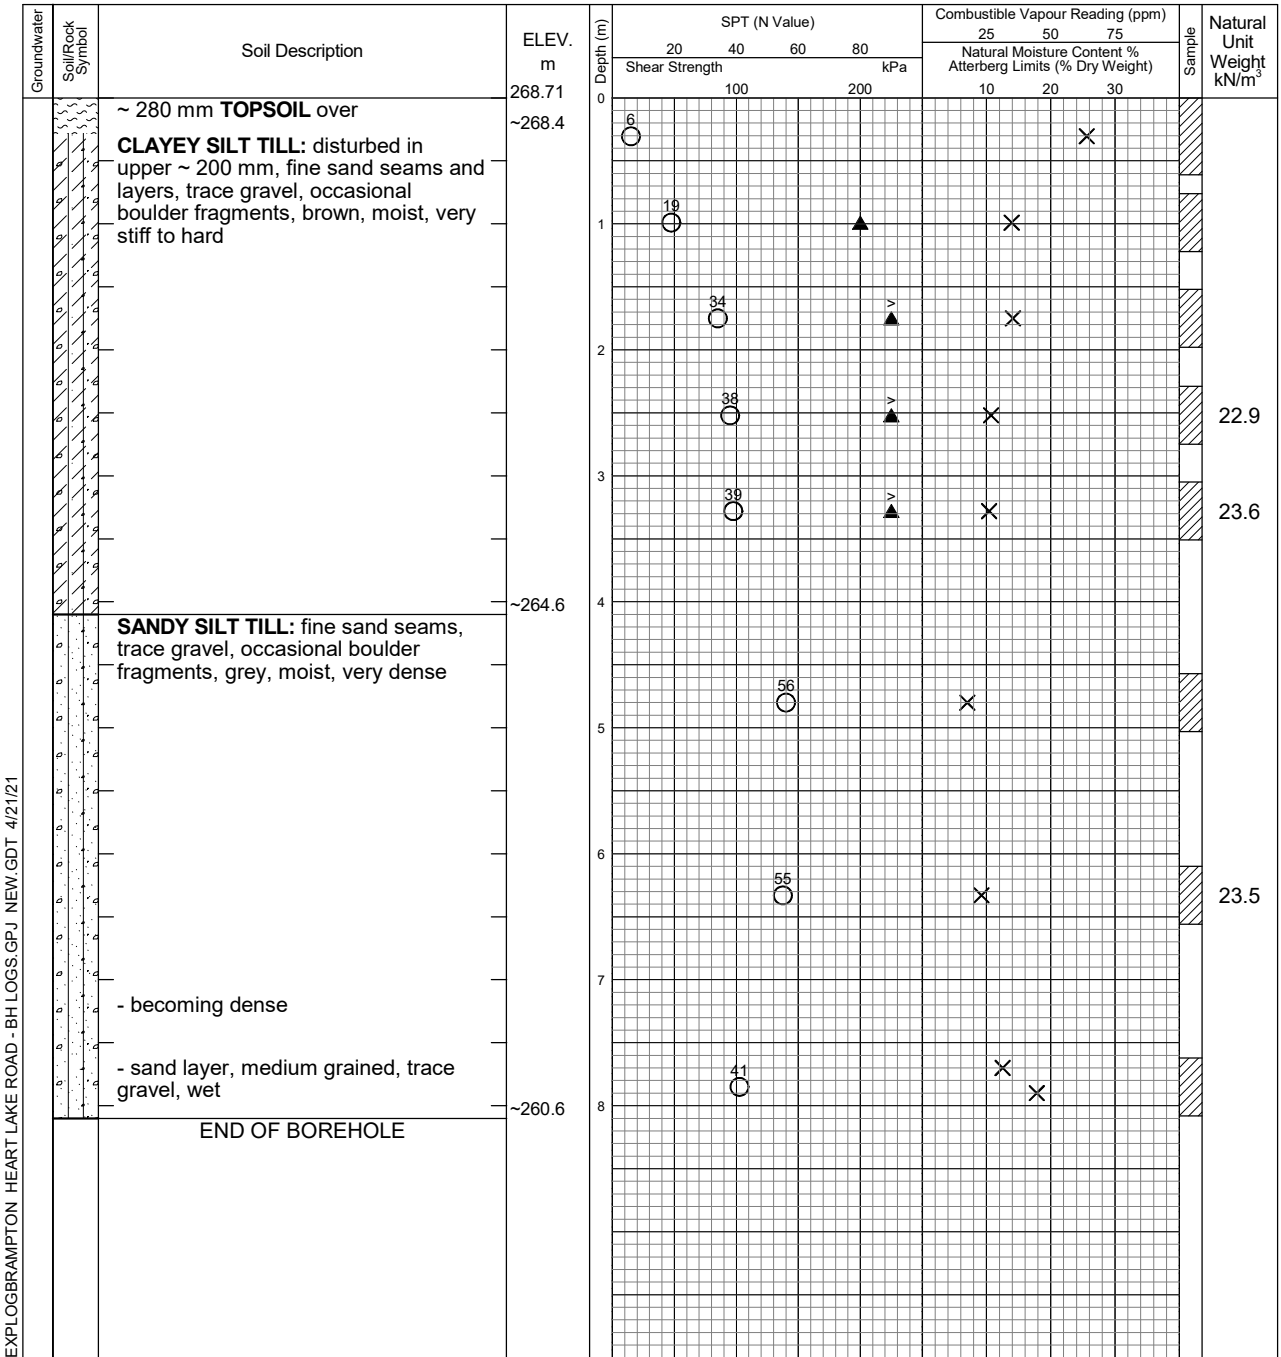 Groundwater
Soil/Rock
Symbol
Soil Description
ELEV.
m
Depth (m)
SPT (N Value)
20 40 60 80
Shear Strength kPa
100 200
Combustible Vapour Reading (ppm)
25 50 75
Natural Moisture Content %
Atterberg Limits (% Dry Weight)
10 20 30
Sample
Natural
Unit
Weight
kN/m³
268.71
0
~ 280 mm TOPSOIL over
~268.4
6
CLAYEY SILT TILL: disturbed in
upper ~ 200 mm, fine sand seams and
layers, trace gravel, occasional
boulder fragments, brown, moist, very
stiff to hard
19
1
34
>
2
38
>
22.9
3
39
>
23.6
~264.6
4
SANDY SILT TILL: fine sand seams,
trace gravel, occasional boulder
fragments, grey, moist, very dense
56
5
6
55
23.5
7
- becoming dense
- sand layer, medium grained, trace
gravel, wet
41
~260.6
8
END OF BOREHOLE
EXPLOGBRAMPTON HEART LAKE ROAD - BH LOGS.GPJ NEW.GDT 4/21/21